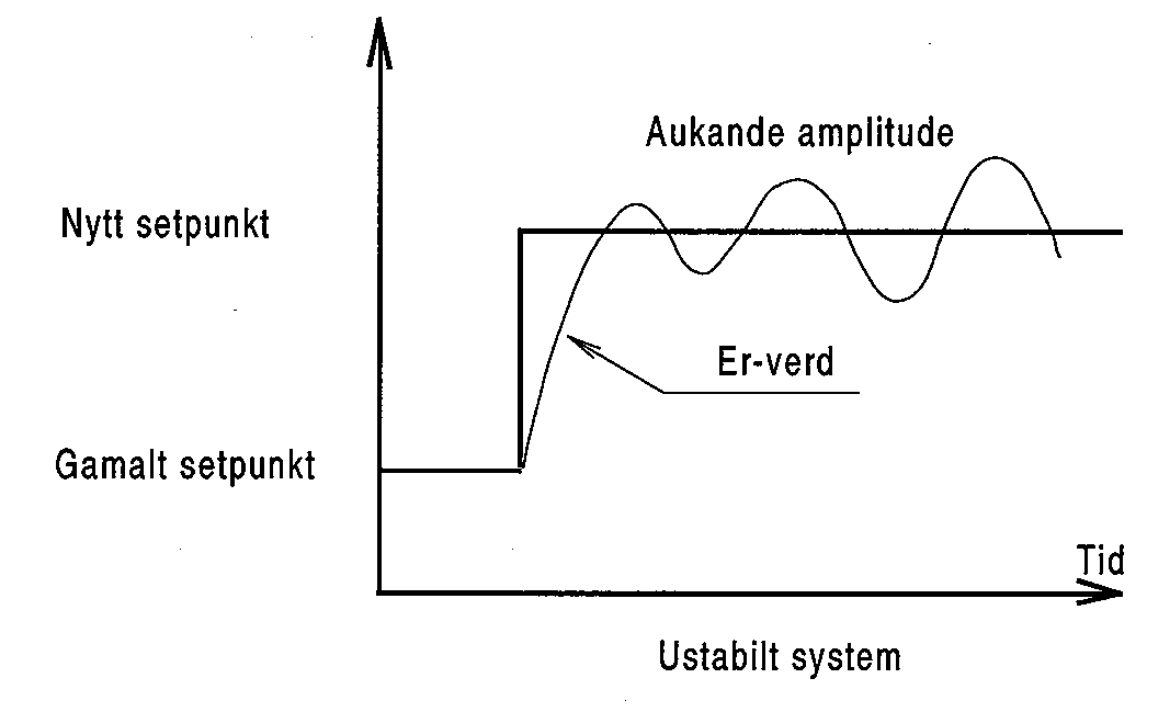 Aukande amplitude
Nytt setpunkt
Er-verd
Gamalt setpunkt
Tid
Ustabilt system